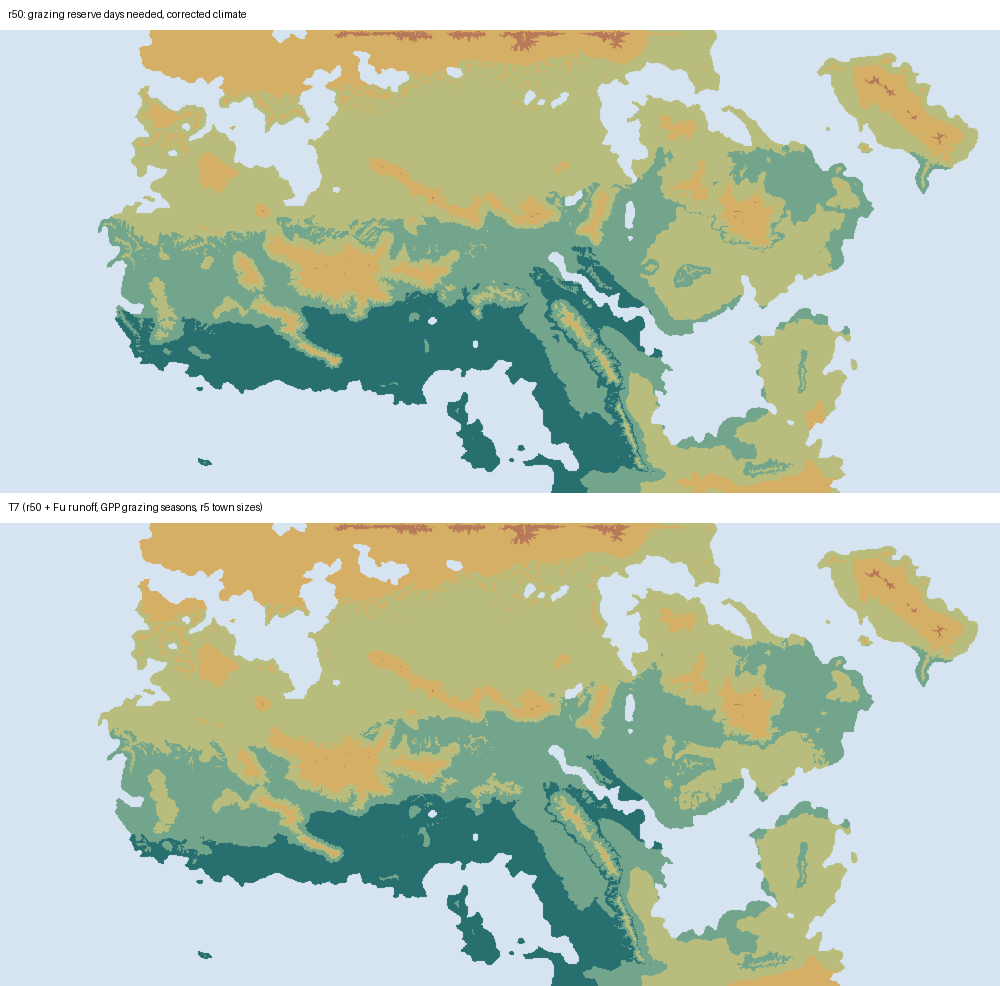 r50: grazing reserve days needed, corrected climate
T7 (r50 + Fu runoff, GPP grazing seasons, r5 town sizes)